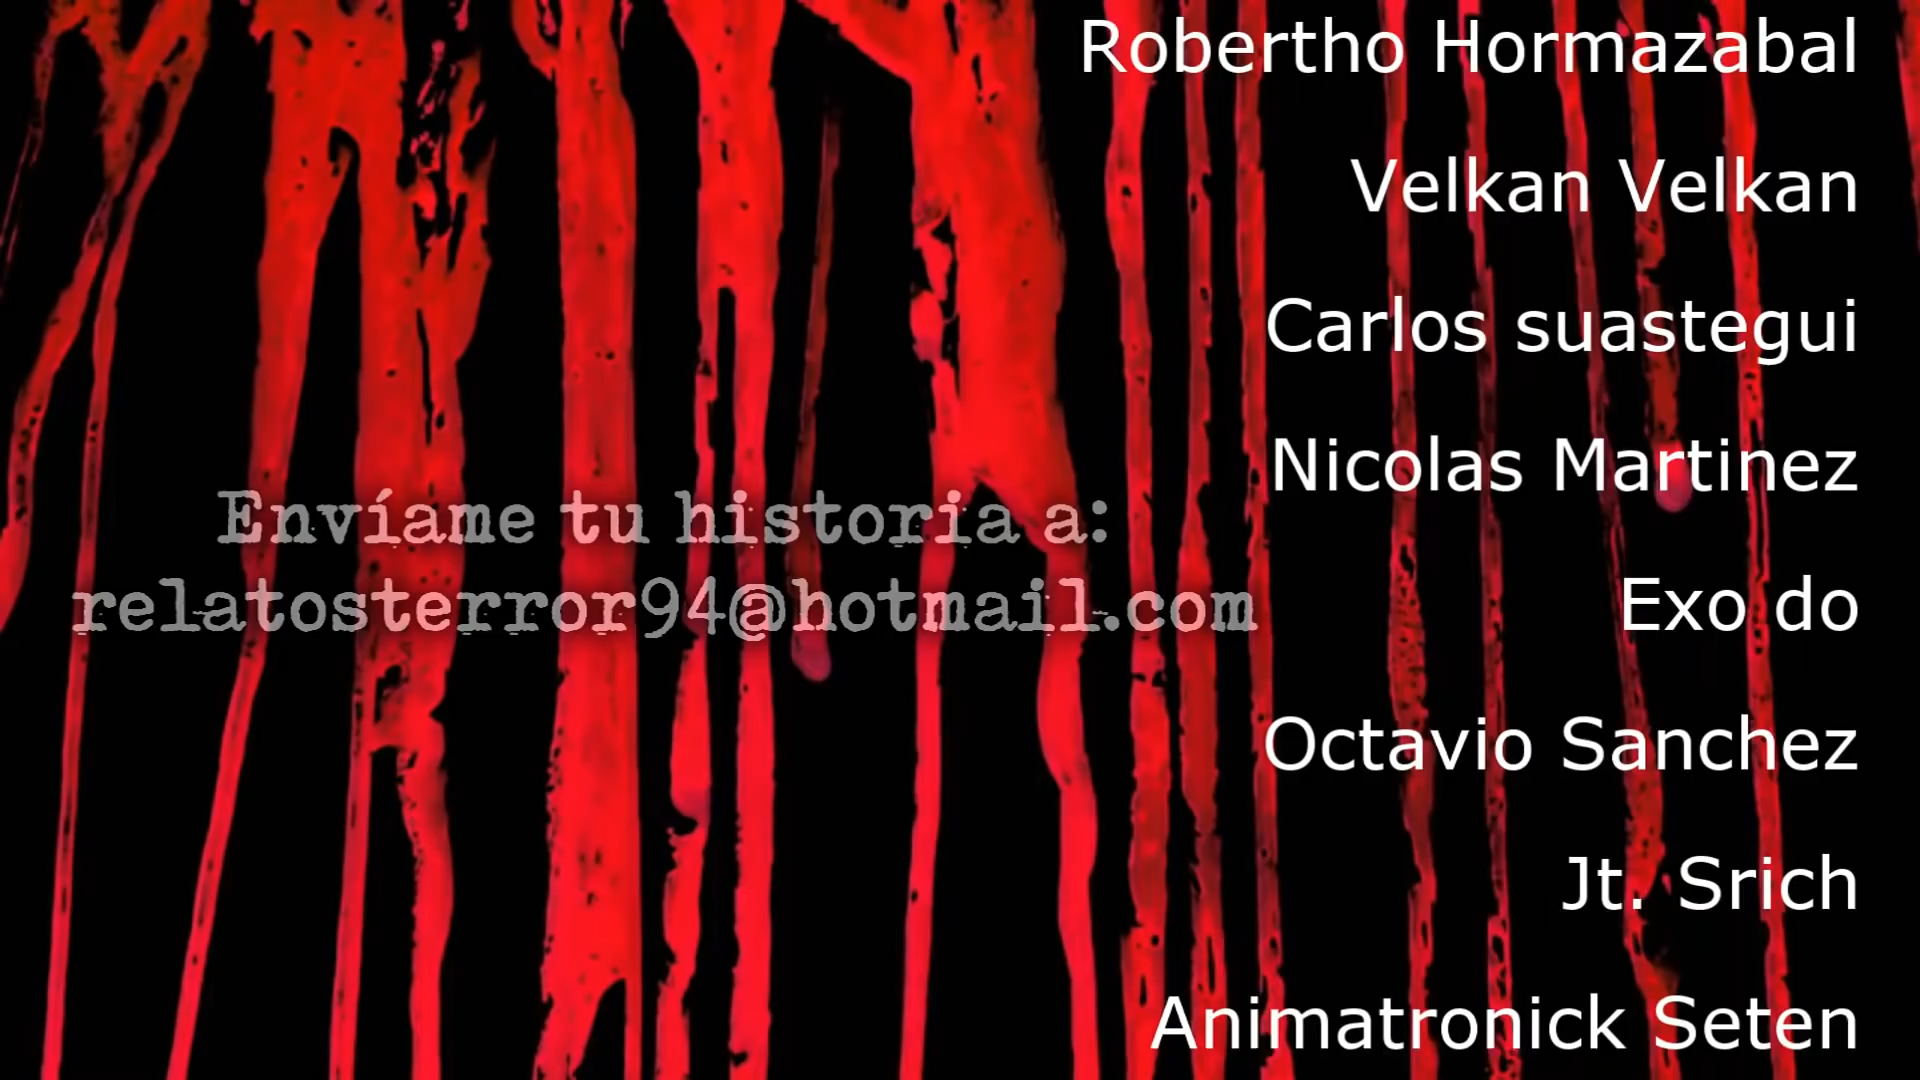 Robertho Hormazabal
Velkan Velkan
Carlos suastegui
Nicolas Martinez
Envíame tu historia a:
relatosterror94@hotmail.com
Exo do
Octavio Sanchez
Jt. Srich
Animatronick Seten